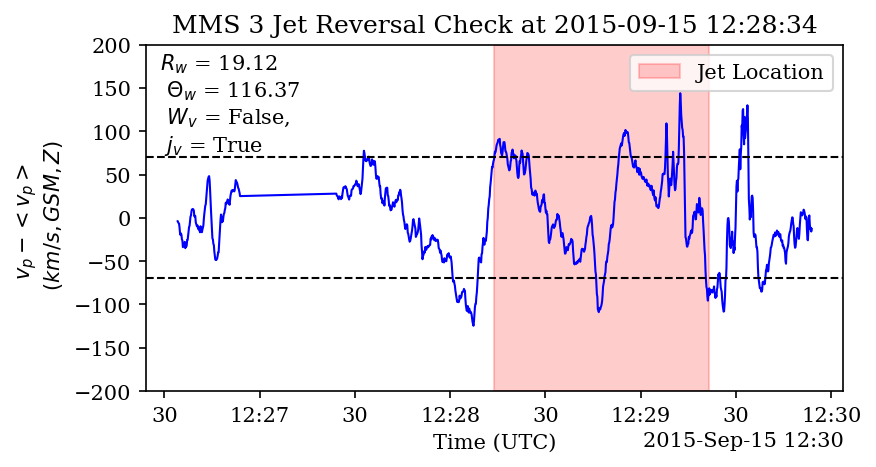 MMS 3 Jet Reversal Check at 2015-09-15 12:28:34
R_w = 19.12
Θ_w = 116.37
W_v = False,
j_v = True
Jet Location
200
150
100
50
0
−50
−100
−150
−200
v_p − < v_p >
(km/s, GSM, Z)
30 12:27 30 12:28 30 12:29 30 12:30
Time (UTC)
2015-Sep-15 12:30